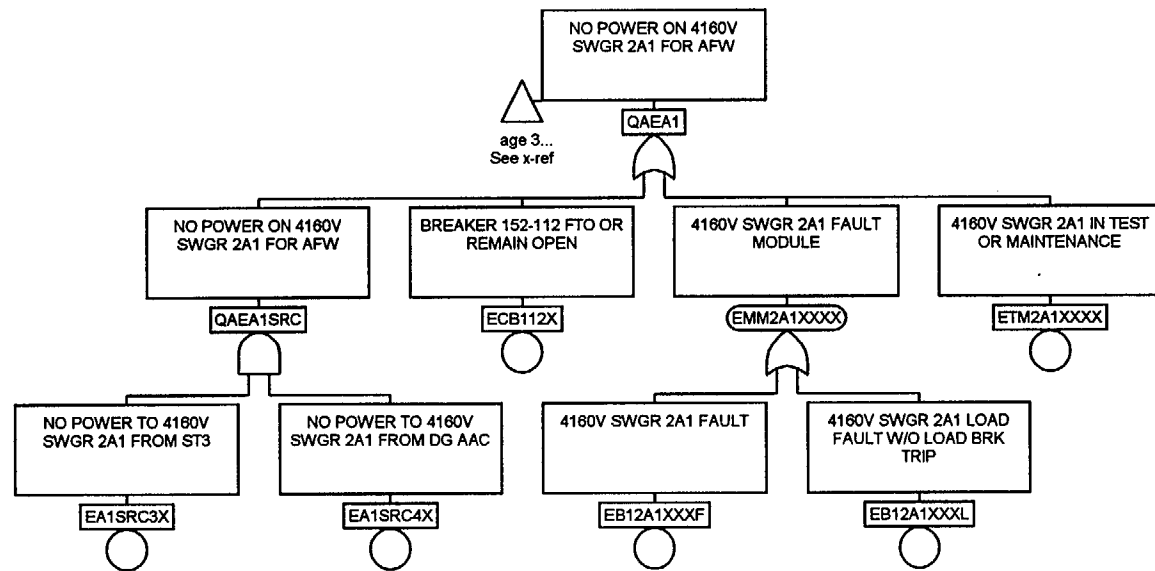 NO POWER ON 4160V
SWGR 2A1 FOR AFW
QAEA1
age 3...
See x-ref
NO POWER ON 4160V
SWGR 2A1 FOR AFW
QAEA1SRC
BREAKER 152-112 FTO OR
REMAIN OPEN
ECB112X
4160V SWGR 2A1 FAULT
MODULE
EMM2A1XXXX
4160V SWGR 2A1 IN TEST
OR MAINTENANCE
ETM2A1XXXX
NO POWER TO 4160V
SWGR 2A1 FROM ST3
EA1SRC3X
NO POWER TO 4160V
SWGR 2A1 FROM DG AAC
EA1SRC4X
4160V SWGR 2A1 FAULT
EB12A1XXXF
4160V SWGR 2A1 LOAD
FAULT W/O LOAD BRK
TRIP
EB12A1XXXL